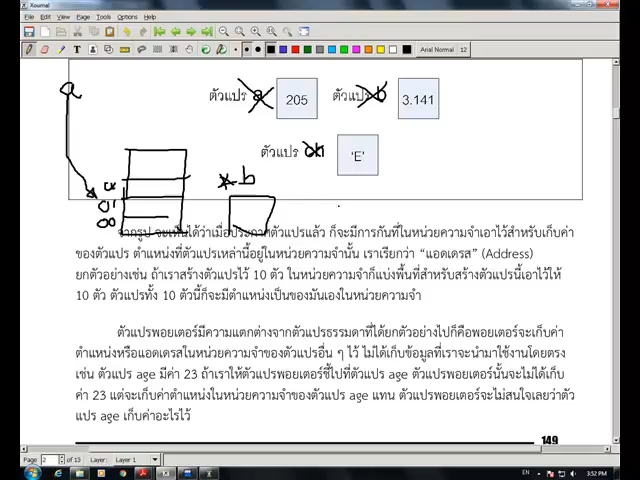 Xournal
File Edit View Page Tools Options Help
Arial Normal 12
a
ตัวแปร a 205 ตัวแปร b 3.141
ตัวแปร ch 'E'
*b
01
00
จากรูป จะเห็นได้ว่าเมื่อประกาศตัวแปรแล้ว ก็จะมีการกันที่ในหน่วยความจำเอาไว้สำหรับเก็บค่า
ของตัวแปร ตำแหน่งที่ตัวแปรเหล่านี้อยู่ในหน่วยความจำนั้น เราเรียกว่า “แอดเดรส” (Address)
ยกตัวอย่างเช่น ถ้าเราสร้างตัวแปรไว้ 10 ตัว ในหน่วยความจำก็แบ่งพื้นที่สำหรับสร้างตัวแปรนี้เอาไว้ให้
10 ตัว ตัวแปรทั้ง 10 ตัวนี้ก็จะมีตำแหน่งเป็นของมันเองในหน่วยความจำ
ตัวแปรพอยเตอร์มีความแตกต่างจากตัวแปรธรรมดาที่ได้ยกตัวอย่างไปก็คือพอยเตอร์จะเก็บค่า
ตำแหน่งหรือแอดเดรสในหน่วยความจำของตัวแปรอื่น ๆ ไว้ ไม่ได้เก็บข้อมูลที่เราจะนำมาใช้งานโดยตรง
เช่น ตัวแปร age มีค่า 23 ถ้าเราให้ตัวแปรพอยเตอร์ชี้ไปที่ตัวแปร age ตัวแปรพอยเตอร์นั้นจะไม่ได้เก็บ
ค่า 23 แต่จะเก็บค่าตำแหน่งในหน่วยความจำของตัวแปร age แทน ตัวแปรพอยเตอร์จะไม่สนใจเลยว่าตัว
แปร age เก็บค่าอะไรไว้
149
Page 2 of 13 Layer: Layer 1
EN 3:52 PM